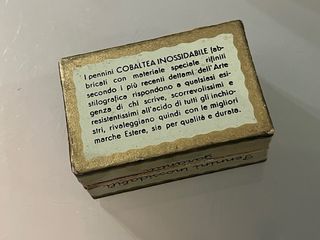 I pennini COBALTEA INOSSIDABILE fab-
bricati con materiale speciale rifiniti
secondo i più recenti dettami dell'Arte
stilografica rispondono a qualsiasi esi-
genza di chi scrive, scorrevolissimi e
resistentissimi all'acido di tutti gli inchio-
stri, rivaleggiano quindi con le migliori
marche Estere, sia per qualità e durata.
Pennini inossidabili